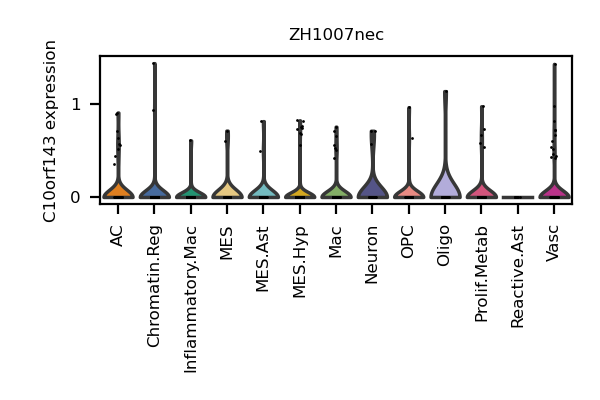 ZH1007nec
C10orf143 expression
1
0
AC
Chromatin.Reg
Inflammatory.Mac
MES
MES.Ast
MES.Hyp
Mac
Neuron
OPC
Oligo
Prolif.Metab
Reactive.Ast
Vasc